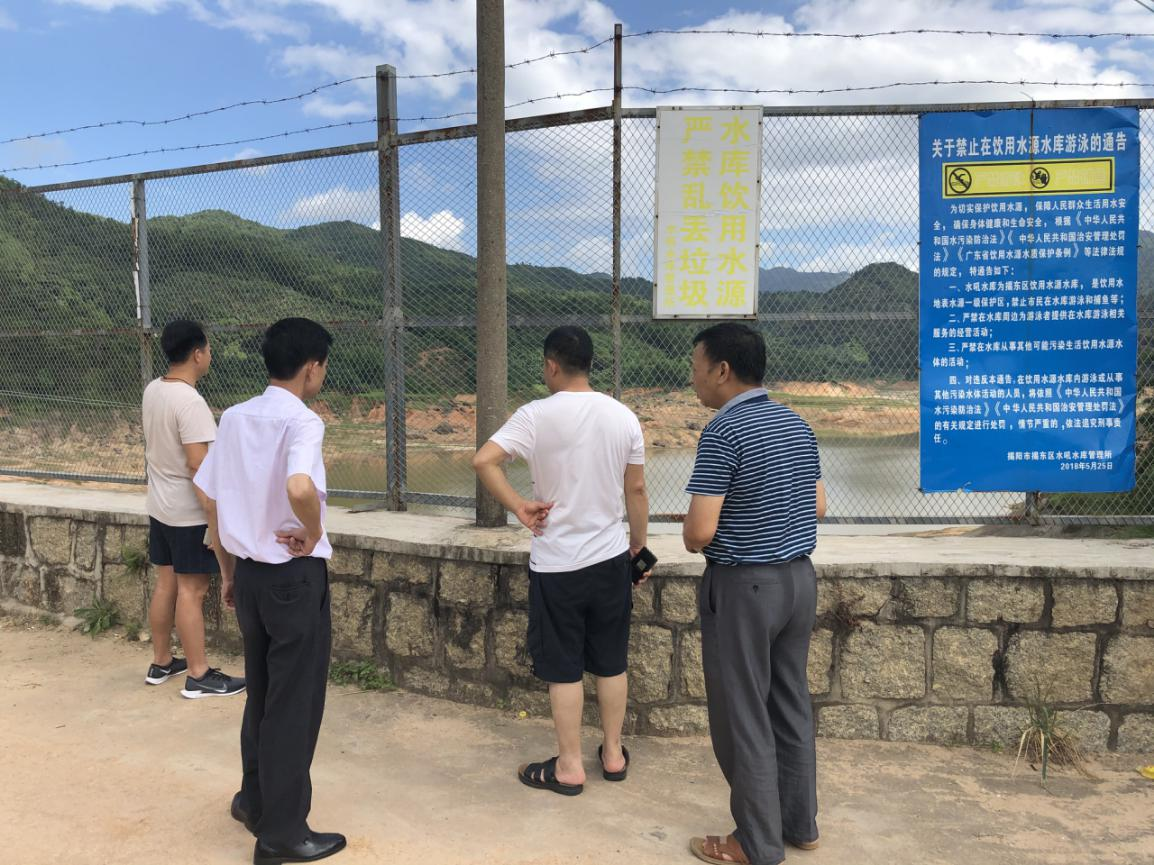 水库饮用水源
严禁乱丢垃圾
关于禁止在饮用水源水库游泳的通告
为切实保护饮用水源,保障人民群众生活用水安
全,确保身体健康和生命安全,根据《中华人民共
和国水污染防治法》《中华人民共和国治安管理处罚
法》《广东省饮用水源水质保护条例》等法律法规
的规定,特通告如下:
一、水吼水库为揭东区饮用水源水库,是饮用水
地表水源一级保护区,禁止市民在水库游泳和捕鱼等;
二、严禁在水库周边为游泳者提供在水库游泳相关
服务的经营活动;
三、严禁在水库从事其他可能污染生活饮用水源水
体的活动;
四、对违反本通告,在饮用水源水库内游泳或从事
其他污染水库活动的人员,将依照《中华人民共和国
水污染防治法》《中华人民共和国治安管理处罚法》
的有关规定进行处罚,情节严重的,依法追究刑事责
任。
揭阳市揭东区水吼水库管理所
2018年5月25日